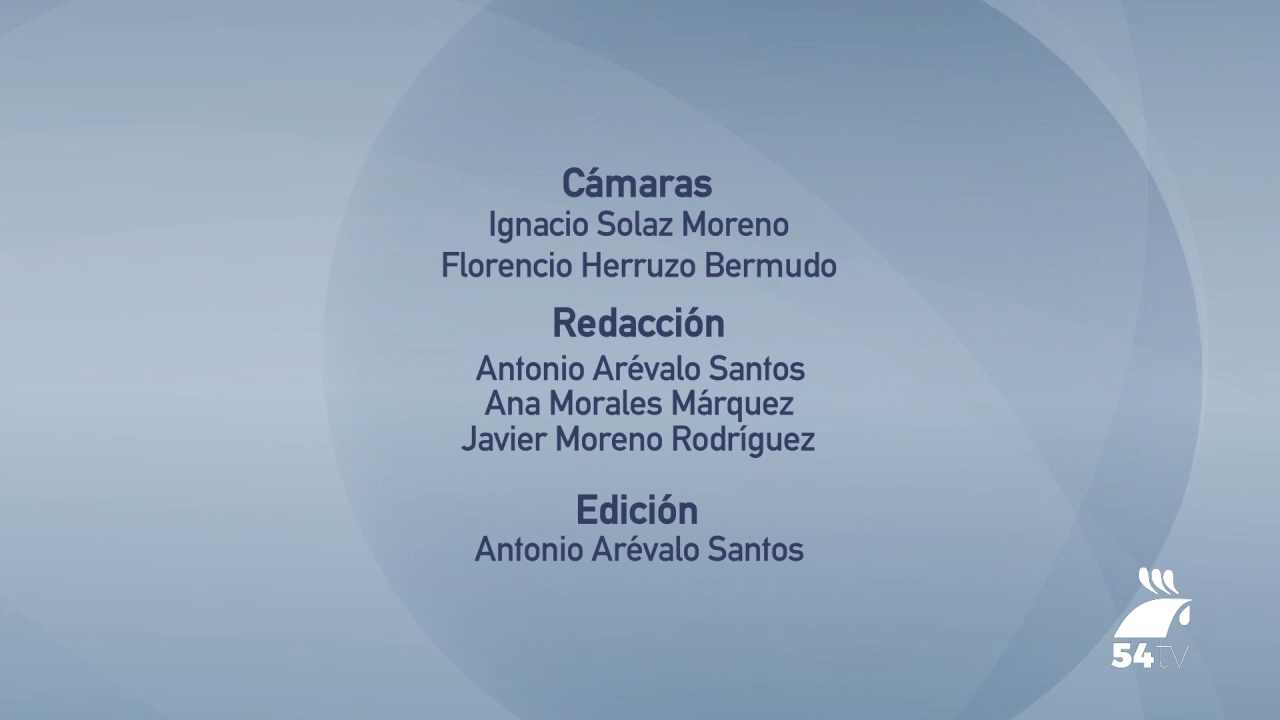 Cámaras
Ignacio Solaz Moreno
Florencio Herruzo Bermudo
Redacción
Antonio Arévalo Santos
Ana Morales Márquez
Javier Moreno Rodríguez
Edición
Antonio Arévalo Santos
54tv